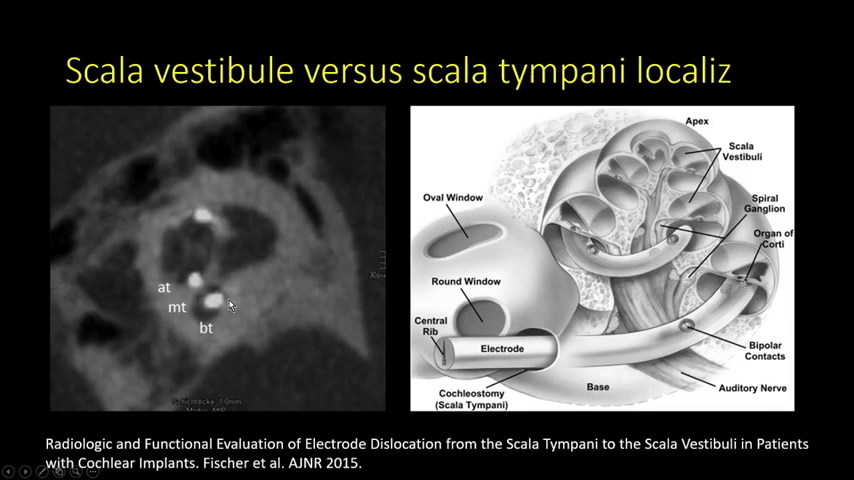 Scala vestibule versus scala tympani localiz
at
mt
bt
Schichtdicke 1.0mm
Apex
Scala
Vestibuli
Spiral
Ganglion
Organ of
Corti
Oval Window
Round Window
Central
Rib
Electrode
Bipolar
Contacts
Cochleostomy
(Scala Tympani)
Base
Auditory Nerve
Radiologic and Functional Evaluation of Electrode Dislocation from the Scala Tympani to the Scala Vestibuli in Patients
with Cochlear Implants. Fischer et al. AJNR 2015.